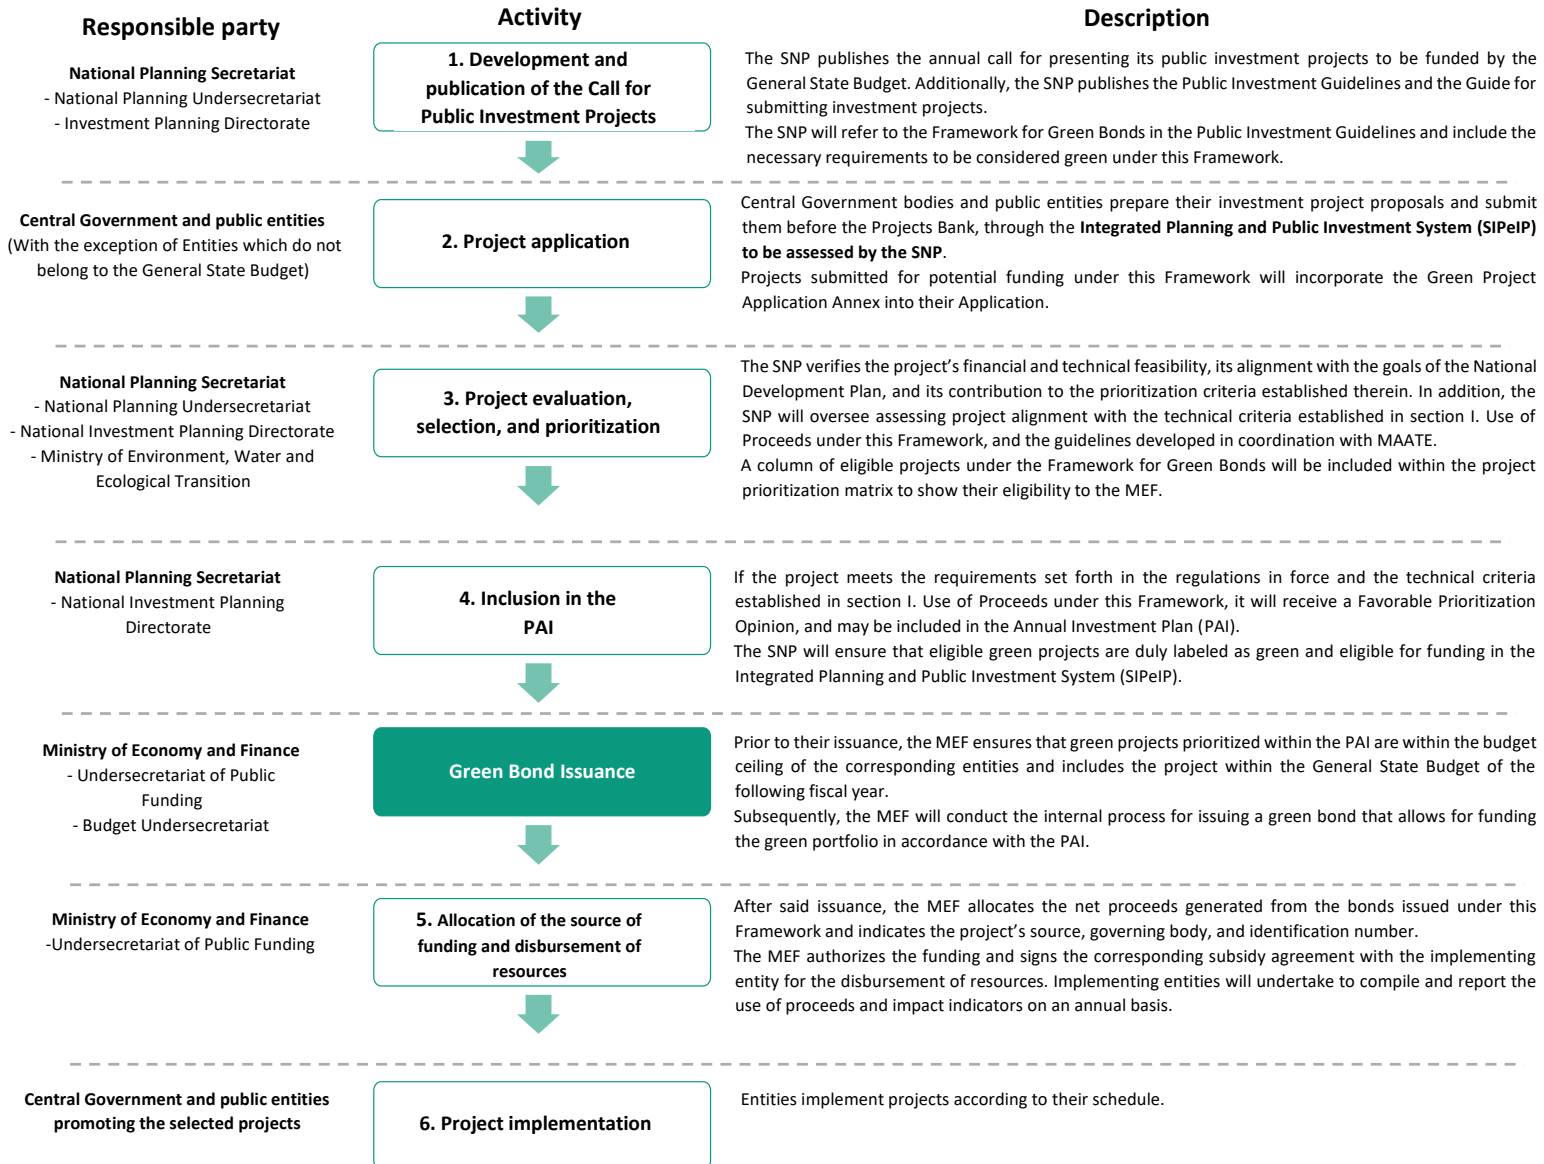 Responsible party
Activity
Description
National Planning Secretariat
- National Planning Undersecretariat
- Investment Planning Directorate
1. Development and
publication of the Call for
Public Investment Projects
The SNP publishes the annual call for presenting its public investment projects to be funded by the
General State Budget. Additionally, the SNP publishes the Public Investment Guidelines and the Guide for
submitting investment projects.
The SNP will refer to the Framework for Green Bonds in the Public Investment Guidelines and include the
necessary requirements to be considered green under this Framework.
Central Government and public entities
(With the exception of Entities which do not
belong to the General State Budget)
2. Project application
Central Government bodies and public entities prepare their investment project proposals and submit
them before the Projects Bank, through the Integrated Planning and Public Investment System (SIPeIP)
to be assessed by the SNP.
Projects submitted for potential funding under this Framework will incorporate the Green Project
Application Annex into their Application.
National Planning Secretariat
- National Planning Undersecretariat
- National Investment Planning Directorate
- Ministry of Environment, Water and
Ecological Transition
3. Project evaluation,
selection, and prioritization
The SNP verifies the project’s financial and technical feasibility, its alignment with the goals of the National
Development Plan, and its contribution to the prioritization criteria established therein. In addition, the
SNP will oversee assessing project alignment with the technical criteria established in section I. Use of
Proceeds under this Framework, and the guidelines developed in coordination with MAATE.
A column of eligible projects under the Framework for Green Bonds will be included within the project
prioritization matrix to show their eligibility to the MEF.
National Planning Secretariat
- National Investment Planning
Directorate
4. Inclusion in the
PAI
If the project meets the requirements set forth in the regulations in force and the technical criteria
established in section I. Use of Proceeds under this Framework, it will receive a Favorable Prioritization
Opinion, and may be included in the Annual Investment Plan (PAI).
The SNP will ensure that eligible green projects are duly labeled as green and eligible for funding in the
Integrated Planning and Public Investment System (SIPeIP).
Ministry of Economy and Finance
- Undersecretariat of Public
Funding
- Budget Undersecretariat
Green Bond Issuance
Prior to their issuance, the MEF ensures that green projects prioritized within the PAI are within the budget
ceiling of the corresponding entities and includes the project within the General State Budget of the
following fiscal year.
Subsequently, the MEF will conduct the internal process for issuing a green bond that allows for funding
the green portfolio in accordance with the PAI.
Ministry of Economy and Finance
-Undersecretariat of Public Funding
5. Allocation of the source of
funding and disbursement of
resources
After said issuance, the MEF allocates the net proceeds generated from the bonds issued under this
Framework and indicates the project’s source, governing body, and identification number.
The MEF authorizes the funding and signs the corresponding subsidy agreement with the implementing
entity for the disbursement of resources. Implementing entities will undertake to compile and report the
use of proceeds and impact indicators on an annual basis.
Central Government and public entities
promoting the selected projects
6. Project implementation
Entities implement projects according to their schedule.